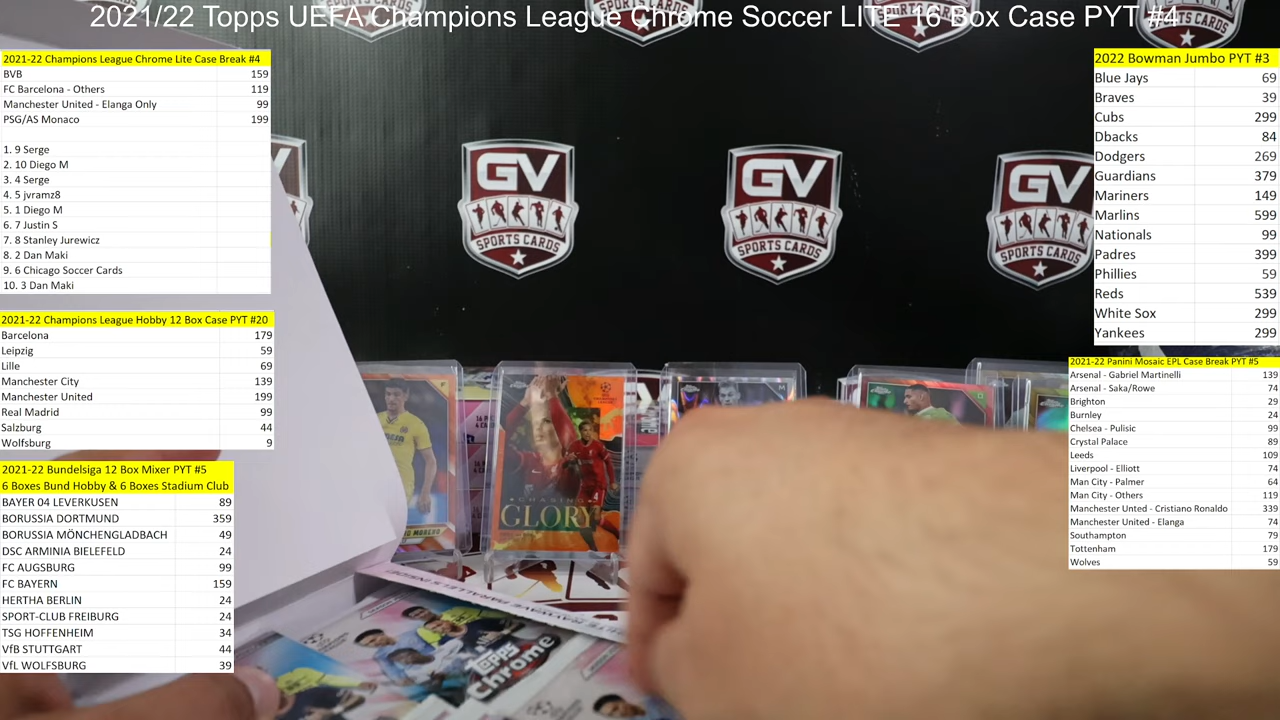 2021/22 Topps UEFA Champions League Chrome Soccer LITE 16 Box Case PYT #4
2021-22 Champions League Chrome Lite Case Break #4
BVB 159
FC Barcelona - Others 119
Manchester United - Elanga Only 99
PSG/AS Monaco 199
1. 9 Serge
2. 10 Diego M
3. 4 Serge
4. 5 jvramz8
5. 1 Diego M
6. 7 Justin S
7. 8 Stanley Jurewicz
8. 2 Dan Maki
9. 6 Chicago Soccer Cards
10. 3 Dan Maki
2021-22 Champions League Hobby 12 Box Case PYT #20
Barcelona 179
Leipzig 59
Lille 69
Manchester City 139
Manchester United 199
Real Madrid 99
Salzburg 44
Wolfsburg 9
2021-22 Bundelsiga 12 Box Mixer PYT #5
6 Boxes Bund Hobby & 6 Boxes Stadium Club
BAYER 04 LEVERKUSEN 89
BORUSSIA DORTMUND 359
BORUSSIA MÖNCHENGLADBACH 49
DSC ARMINIA BIELEFELD 24
FC AUGSBURG 99
FC BAYERN 159
HERTHA BERLIN 24
SPORT-CLUB FREIBURG 24
TSG HOFFENHEIM 34
VfB STUTTGART 44
VfL WOLFSBURG 39
GV
SPORTS CARDS
GV
SPORTS CARDS
GV
SPORTS CARDS
CHASING
GLORY
MORENO
TOPPS
Chrome
2022 Bowman Jumbo PYT #3
Blue Jays 69
Braves 39
Cubs 299
Dbacks 84
Dodgers 269
Guardians 379
Mariners 149
Marlins 599
Nationals 99
Padres 399
Phillies 59
Reds 539
White Sox 299
Yankees 299
2021-22 Panini Mosaic EPL Case Break PYT #5
Arsenal - Gabriel Martinelli 139
Arsenal - Saka/Rowe 74
Brighton 29
Burnley 24
Chelsea - Pulisic 99
Crystal Palace 89
Leeds 109
Liverpool - Elliott 74
Man City - Palmer 64
Man City - Others 119
Manchester Unted - Cristiano Ronaldo 339
Manchester United - Elanga 74
Southampton 79
Tottenham 179
Wolves 59